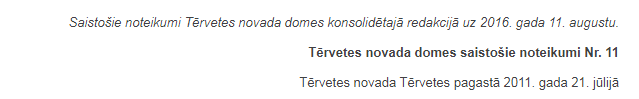 Saistošie noteikumi Tērvetes novada domes konsolidētajā redakcijā uz 2016. gada 11. augustu.
Tērvetes novada domes saistošie noteikumi Nr. 11
Tērvetes novada Tērvetes pagastā 2011. gada 21. jūlijā